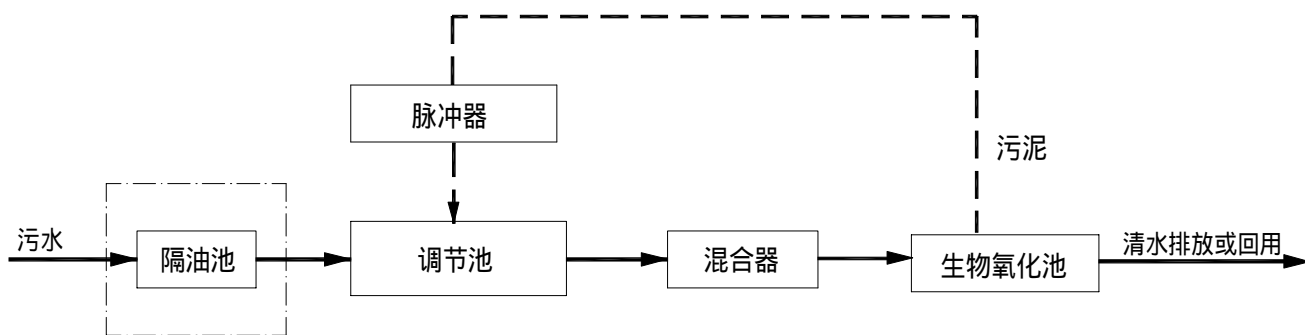 脉冲器
污泥
污水
隔油池
调节池
混合器
生物氧化池
清水排放或回用